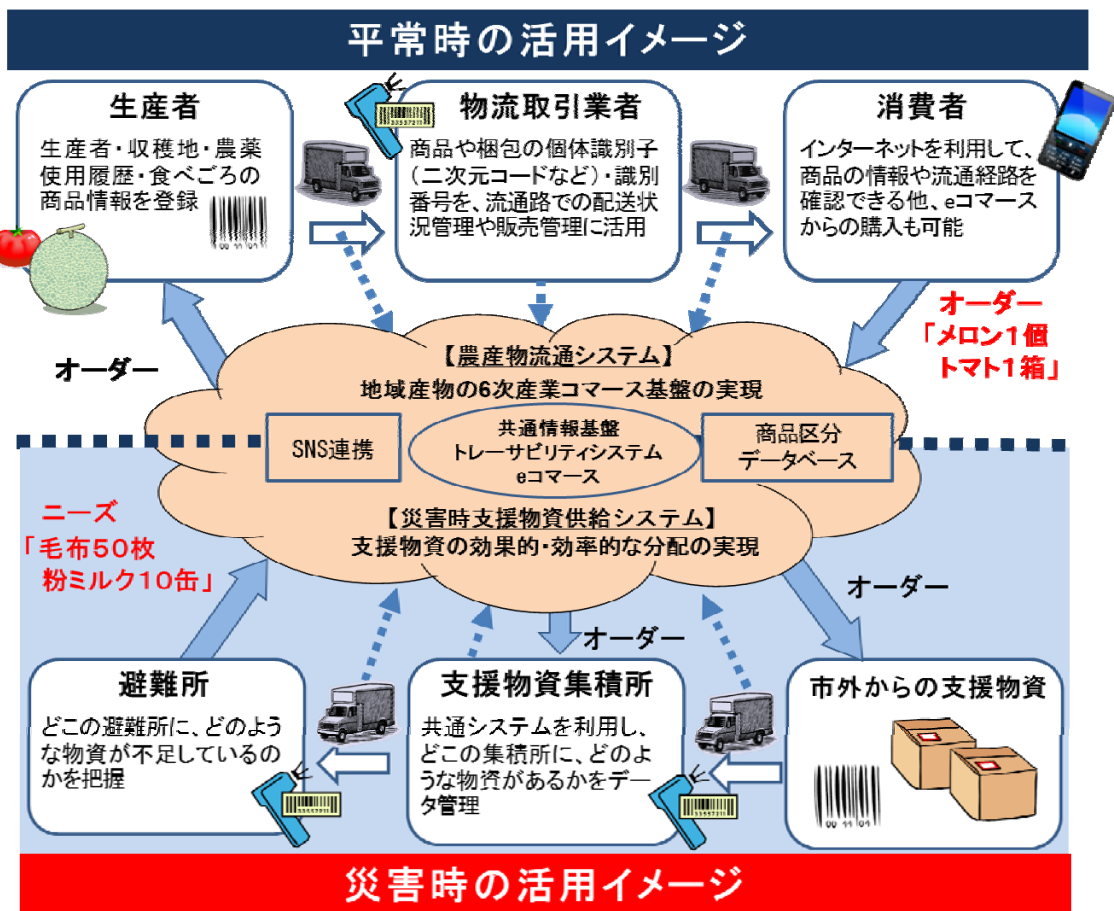 平常時の活用イメージ
生産者
生産者・収穫地・農薬
使用履歴・食べごろの
商品情報を登録
物流取引業者
商品や梱包の個体識別子
（二次元コードなど）・識別
番号を、流通路での配送状
況管理や販売管理に活用
消費者
インターネットを利用して、
商品の情報や流通経路を
確認できる他、eコマース
からの購入も可能
オーダー
オーダー
「メロン１個
トマト１箱」
【農産物流通システム】
地域産物の6次産業コマース基盤の実現
SNS連携
共通情報基盤
トレーサビリティシステム
eコマース
商品区分
データベース
【災害時支援物資供給システム】
支援物資の効果的・効率的な分配の実現
ニーズ
「毛布５０枚
粉ミルク１０缶」
オーダー
オーダー
避難所
どこの避難所に、どのよう
な物資が不足しているの
かを把握
支援物資集積所
共通システムを利用し、
どこの集積所に、どのよ
うな物資があるかをデー
タ管理
市外からの支援物資
災害時の活用イメージ